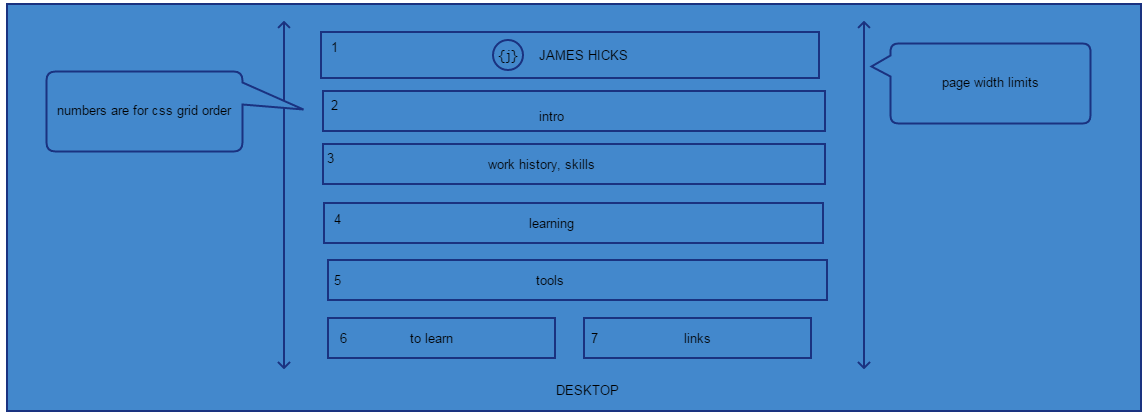 1
{j} JAMES HICKS
numbers are for css grid order
page width limits
2
intro
3
work history, skills
4
learning
5
tools
6
to learn
7
links
DESKTOP